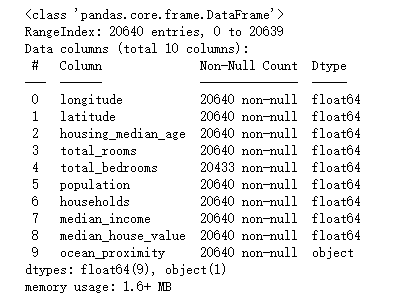 <class 'pandas.core.frame.DataFrame'>
RangeIndex: 20640 entries, 0 to 20639
Data columns (total 10 columns):
 #   Column              Non-Null Count  Dtype
---  ------              --------------  -----
 0   longitude           20640 non-null  float64
 1   latitude            20640 non-null  float64
 2   housing_median_age  20640 non-null  float64
 3   total_rooms         20640 non-null  float64
 4   total_bedrooms      20433 non-null  float64
 5   population          20640 non-null  float64
 6   households          20640 non-null  float64
 7   median_income       20640 non-null  float64
 8   median_house_value  20640 non-null  float64
 9   ocean_proximity     20640 non-null  object
dtypes: float64(9), object(1)
memory usage: 1.6+ MB